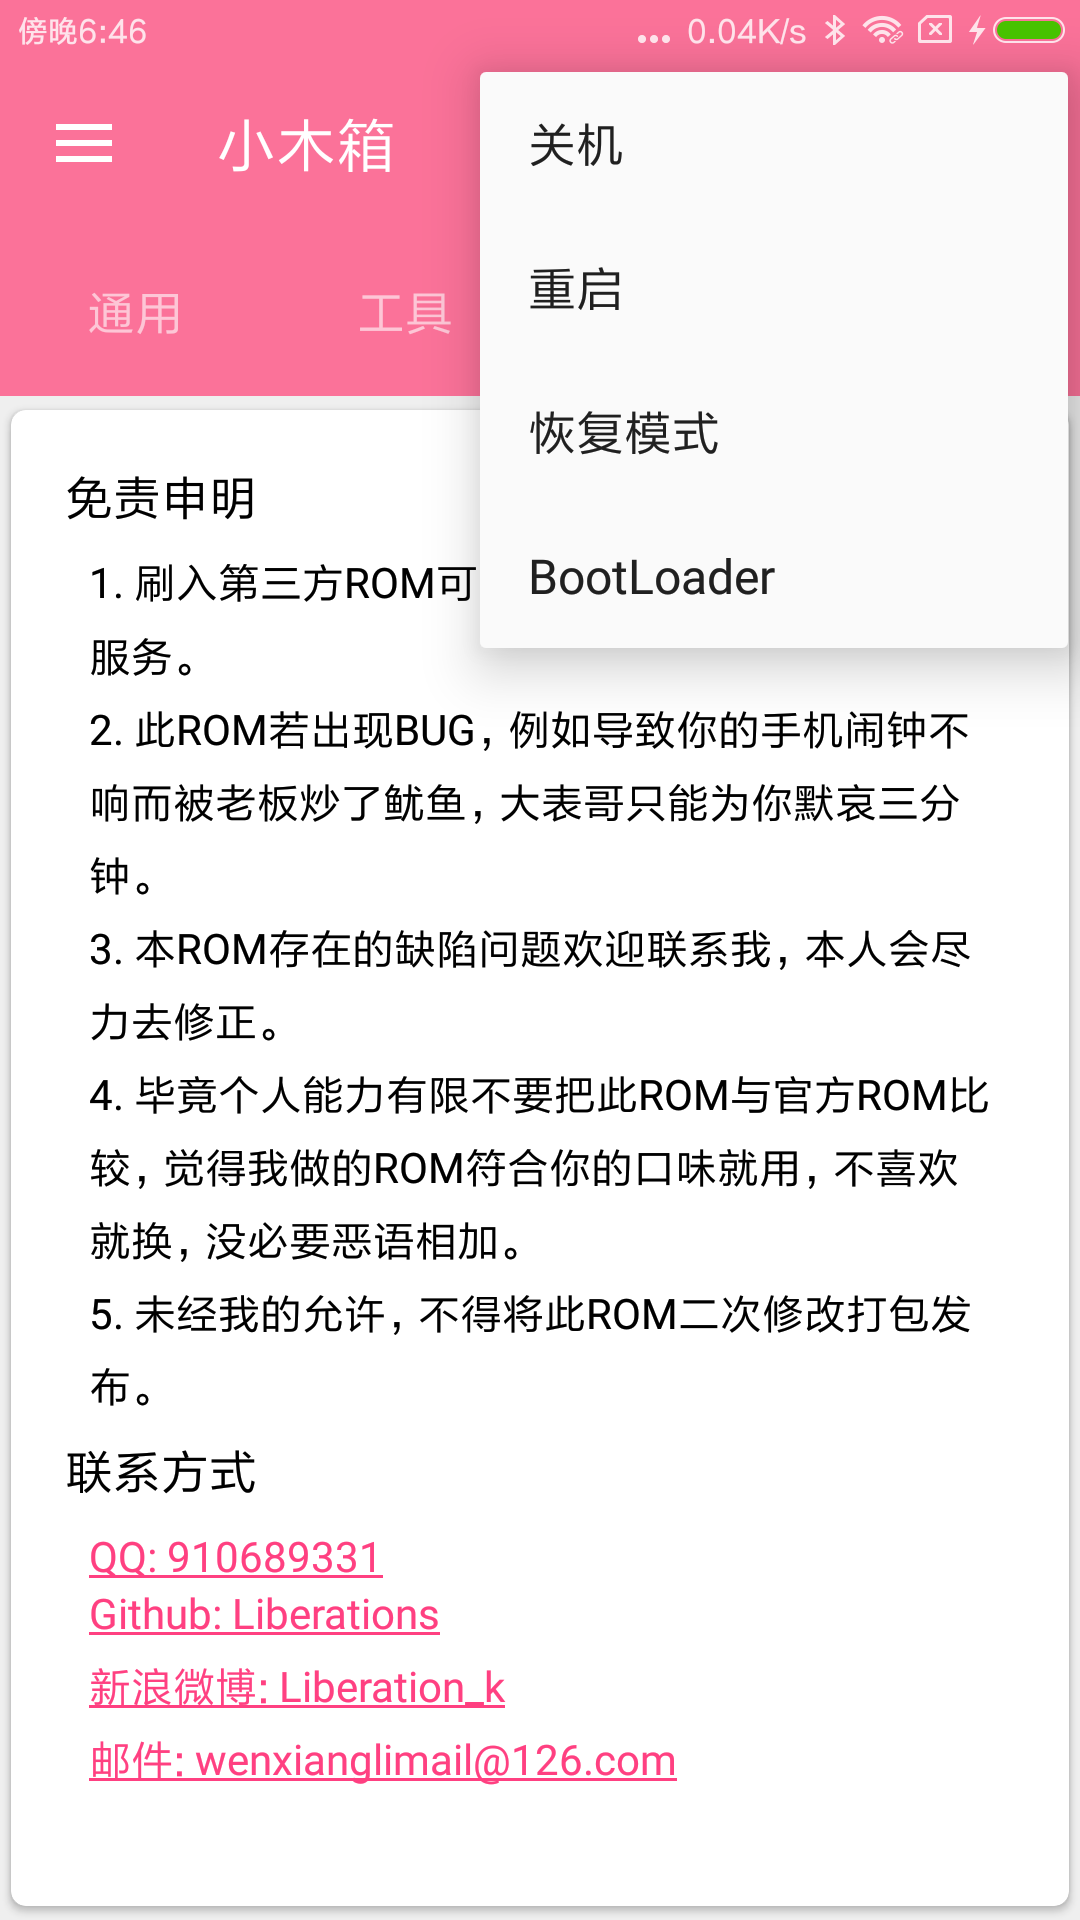 傍晚6:46
... 0.04K/s
小木箱
通用
工具
关机
重启
恢复模式
BootLoader
免责申明
1. 刷入第三方ROM可
服务。
2. 此ROM若出现BUG，例如导致你的手机闹钟不
响而被老板炒了鱿鱼，大表哥只能为你默哀三分
钟。
3. 本ROM存在的缺陷问题欢迎联系我，本人会尽
力去修正。
4. 毕竟个人能力有限不要把此ROM与官方ROM比
较，觉得我做的ROM符合你的口味就用，不喜欢
就换，没必要恶语相加。
5. 未经我的允许，不得将此ROM二次修改打包发
布。
联系方式
QQ: 910689331
Github: Liberations
新浪微博: Liberation_k
邮件: wenxianglimail@126.com